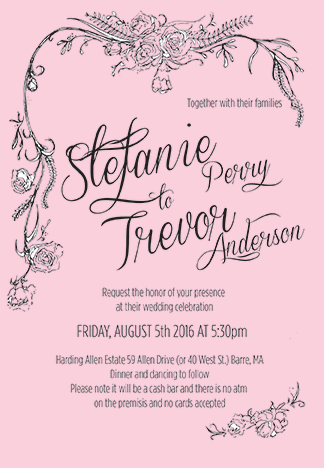 Together with their families
Stefanie
Perry
to
Trevor
Anderson
Request the honor of your presence
at their wedding celebration
FRIDAY, AUGUST 5th 2016 AT 5:30pm
Harding Allen Estate 59 Allen Drive (or 40 West St.) Barre, MA
Dinner and dancing to follow
Please note it will be a cash bar and there is no atm
on the premisis and no cards accepted